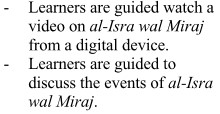 - Learners are guided watch a
video on al-Isra wal Miraj
from a digital device.
- Learners are guided to
discuss the events of al-Isra
wal Miraj.